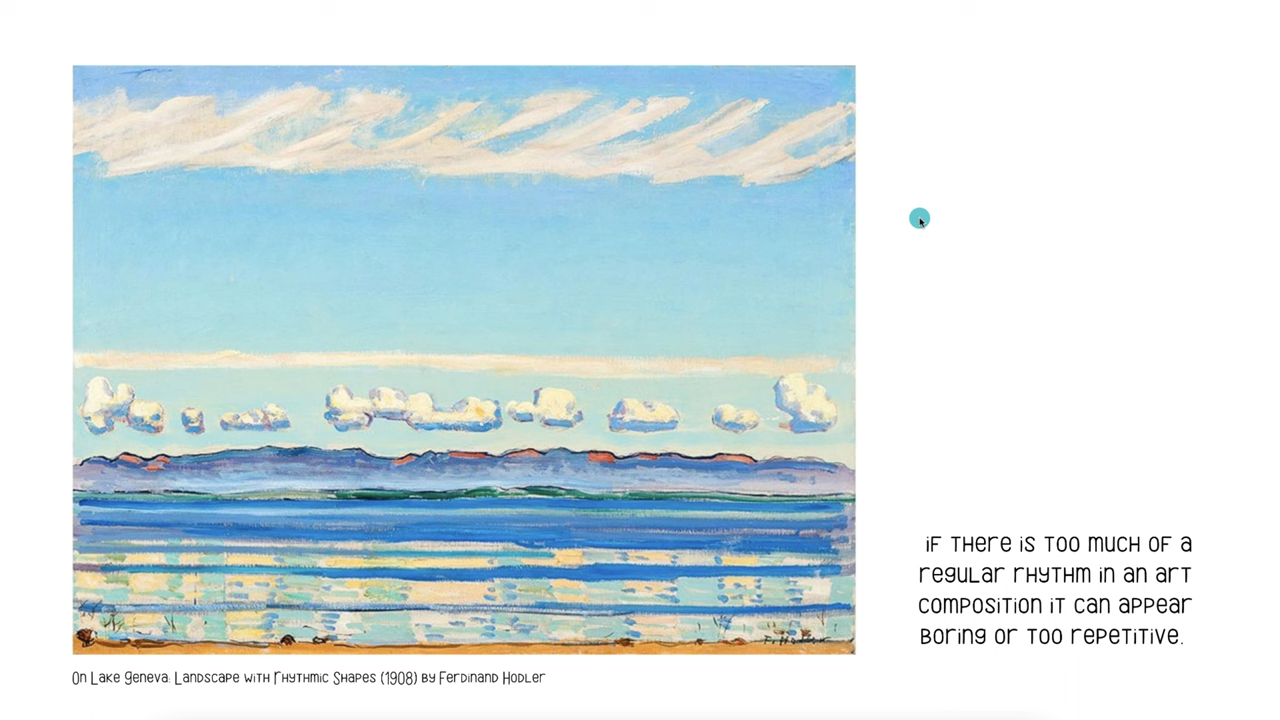 iF THere is TOO mucH OF a
regular rHYTHm in an arT
composiTion iT can appear
Boring or Too repeTiTive.
On Lake Geneva: Landscape with Rhythmic Shapes (1908) by Ferdinand Hodler